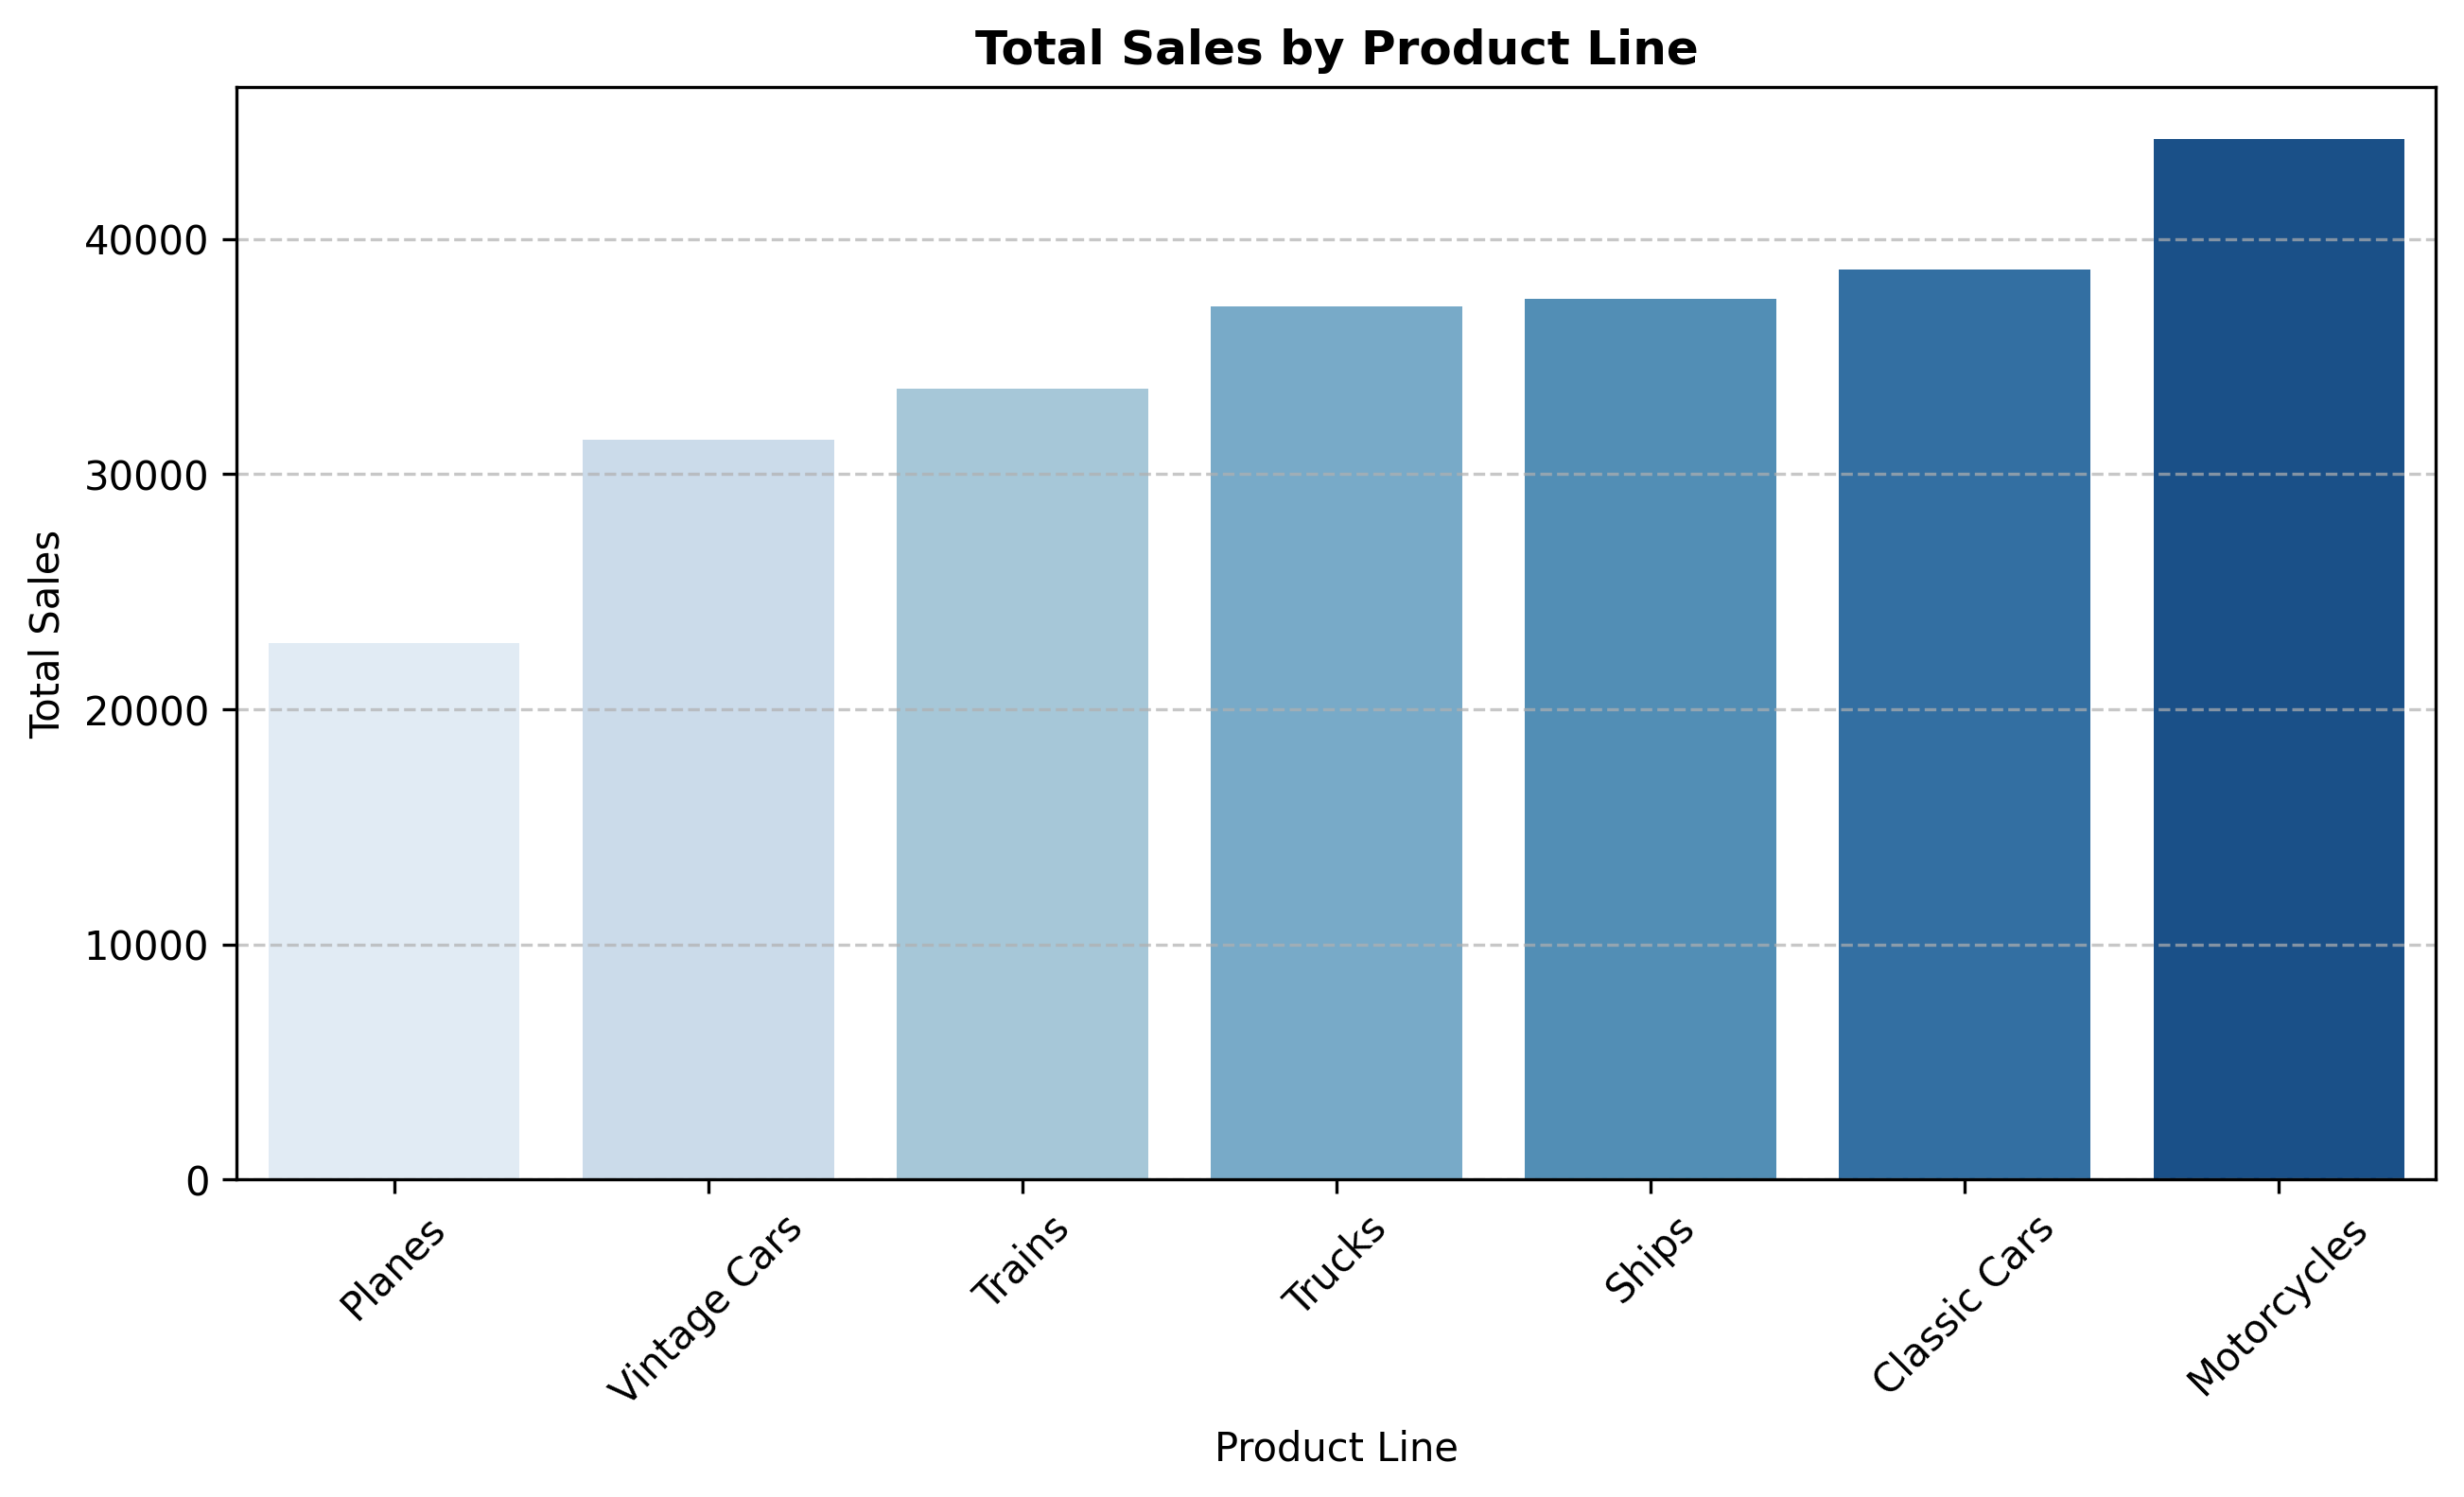 Total Sales by Product Line
Total Sales
40000
30000
20000
10000
0
Planes
Vintage Cars
Trains
Trucks
Ships
Classic Cars
Motorcycles
Product Line